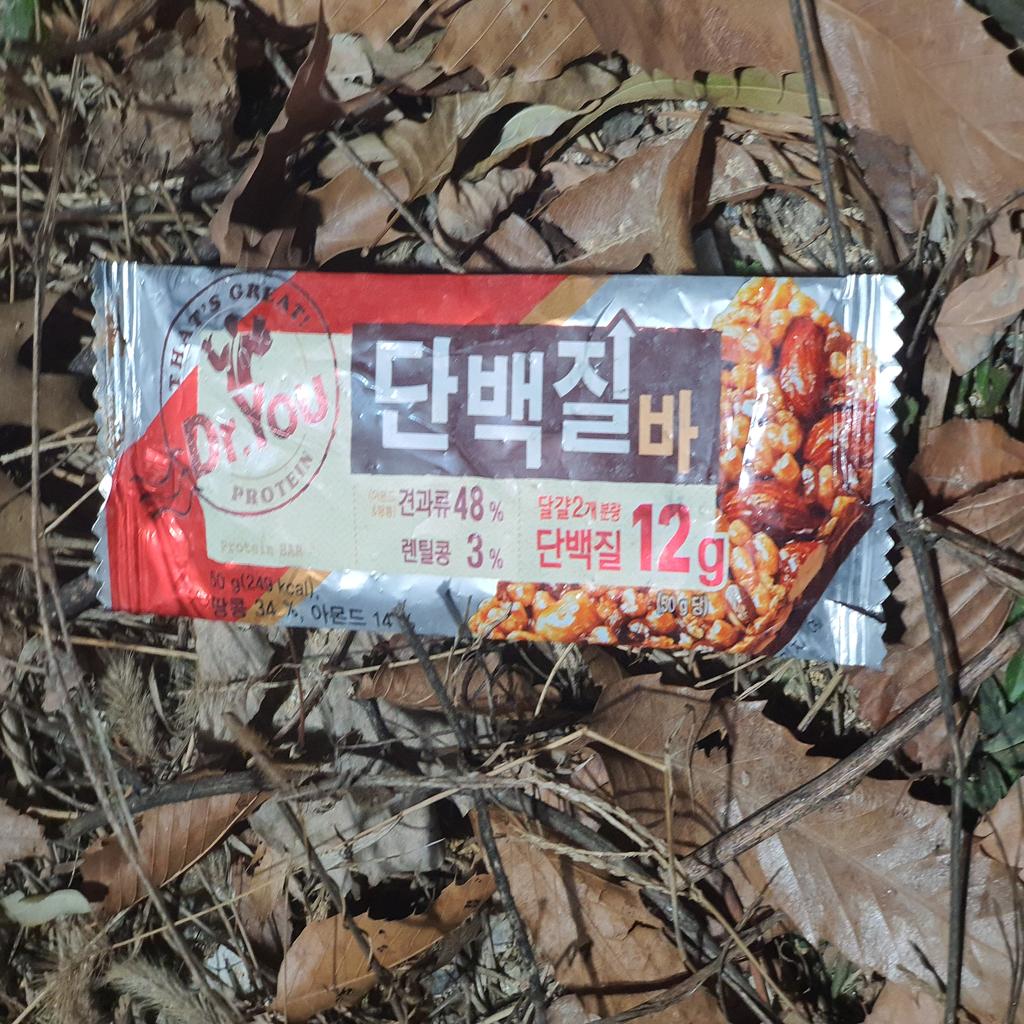 THAT'S GREAT!
Dr.You
PROTEIN
단백질바
견과류 48 %
렌틸콩 3 %
달걀2개 분량
단백질 12g
(50 g당)
Protein BAR
50 g(249 kcal),
땅콩 34 %, 아몬드 14